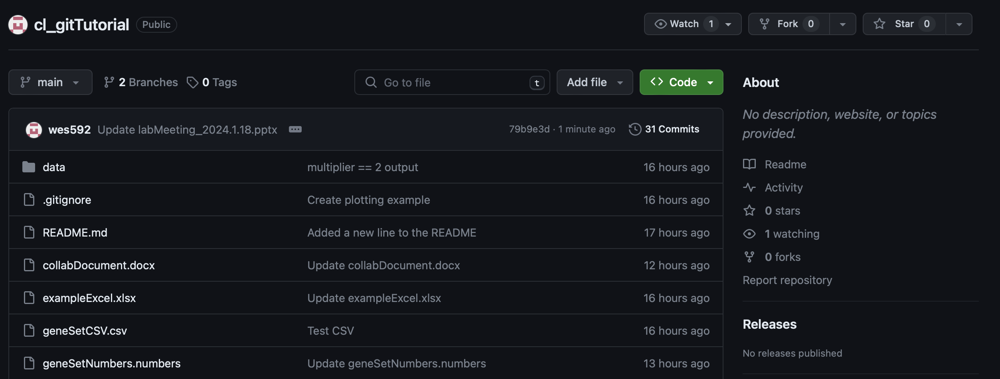 cl_gitTutorial Public Watch 1 Fork 0 Star 0
main 2 Branches 0 Tags Go to file t Add file Code
wes592 Update labMeeting_2024.1.18.pptx 79b9e3d · 1 minute ago 31 Commits
data multiplier == 2 output 16 hours ago
.gitignore Create plotting example 16 hours ago
README.md Added a new line to the README 17 hours ago
collabDocument.docx Update collabDocument.docx 12 hours ago
exampleExcel.xlsx Update exampleExcel.xlsx 16 hours ago
geneSetCSV.csv Test CSV 16 hours ago
geneSetNumbers.numbers Update geneSetNumbers.numbers 13 hours ago
About
No description, website, or topics
provided.
Readme
Activity
0 stars
1 watching
0 forks
Report repository
Releases
No releases published